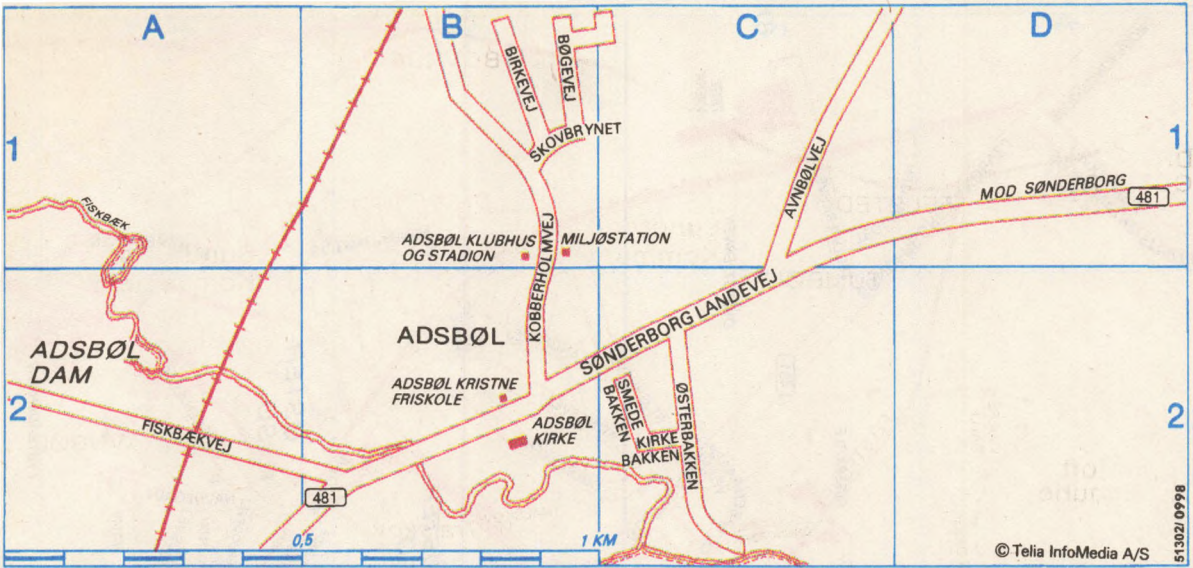 A
B
C
D
1
1
BIRKEVEJ
BØGEVEJ
SKOVBRYNET
AVNBØLVEJ
MOD SØNDERBORG
481
FISKBÆK
ADSBØL KLUBHUS
OG STADION
MILJØSTATION
KOBBERHOLMVEJ
SØNDERBORG LANDEVEJ
ADSBØL
ADSBØL
DAM
2
2
ADSBØL KRISTNE
FRISKOLE
ADSBØL
KIRKE
SMEDE
BAKKEN
KIRKE
BAKKEN
ØSTERBAKKEN
FISKBÆKVEJ
481
0,5
1 KM
© Telia InfoMedia A/S
51302/0998